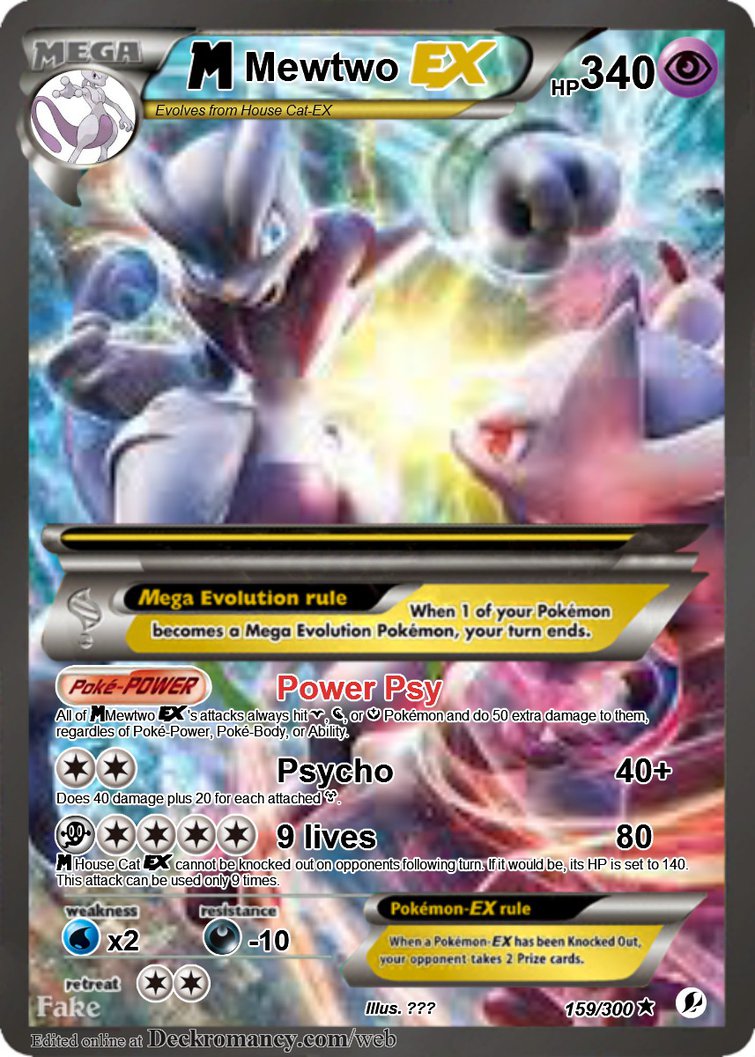 MEGA
M Mewtwo EX
HP340
Evolves from House Cat-EX
Mega Evolution rule
When 1 of your Pokémon
becomes a Mega Evolution Pokémon, your turn ends.
Poké-POWER Power Psy
All of M Mewtwo EX 's attacks always hit , , or Pokémon and do 50 extra damage to them,
regardles of Poké-Power, Poké-Body, or Ability.
Psycho 40+
Does 40 damage plus 20 for each attached .
9 lives 80
M House Cat EX cannot be knocked out on opponents following turn. If it would be, its HP is set to 140.
This attack can be used only 9 times.
weakness resistance
x2 -10
retreat
Pokémon-EX rule
When a Pokémon-EX has been Knocked Out,
your opponent takes 2 Prize cards.
Fake
Illus. ???
159/300
Edited online at Deckromancy.com/web